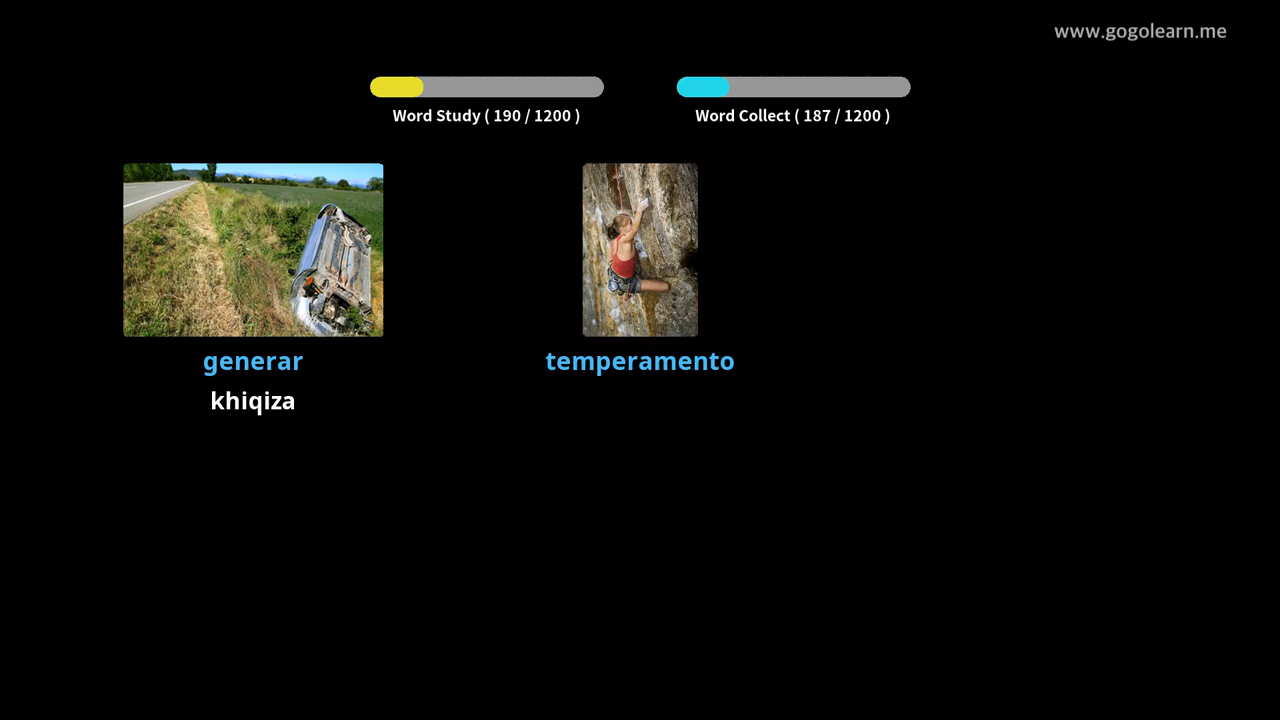 www.gogolearn.me
Word Study ( 190 / 1200 )
Word Collect ( 187 / 1200 )
generar
khiqiza
temperamento